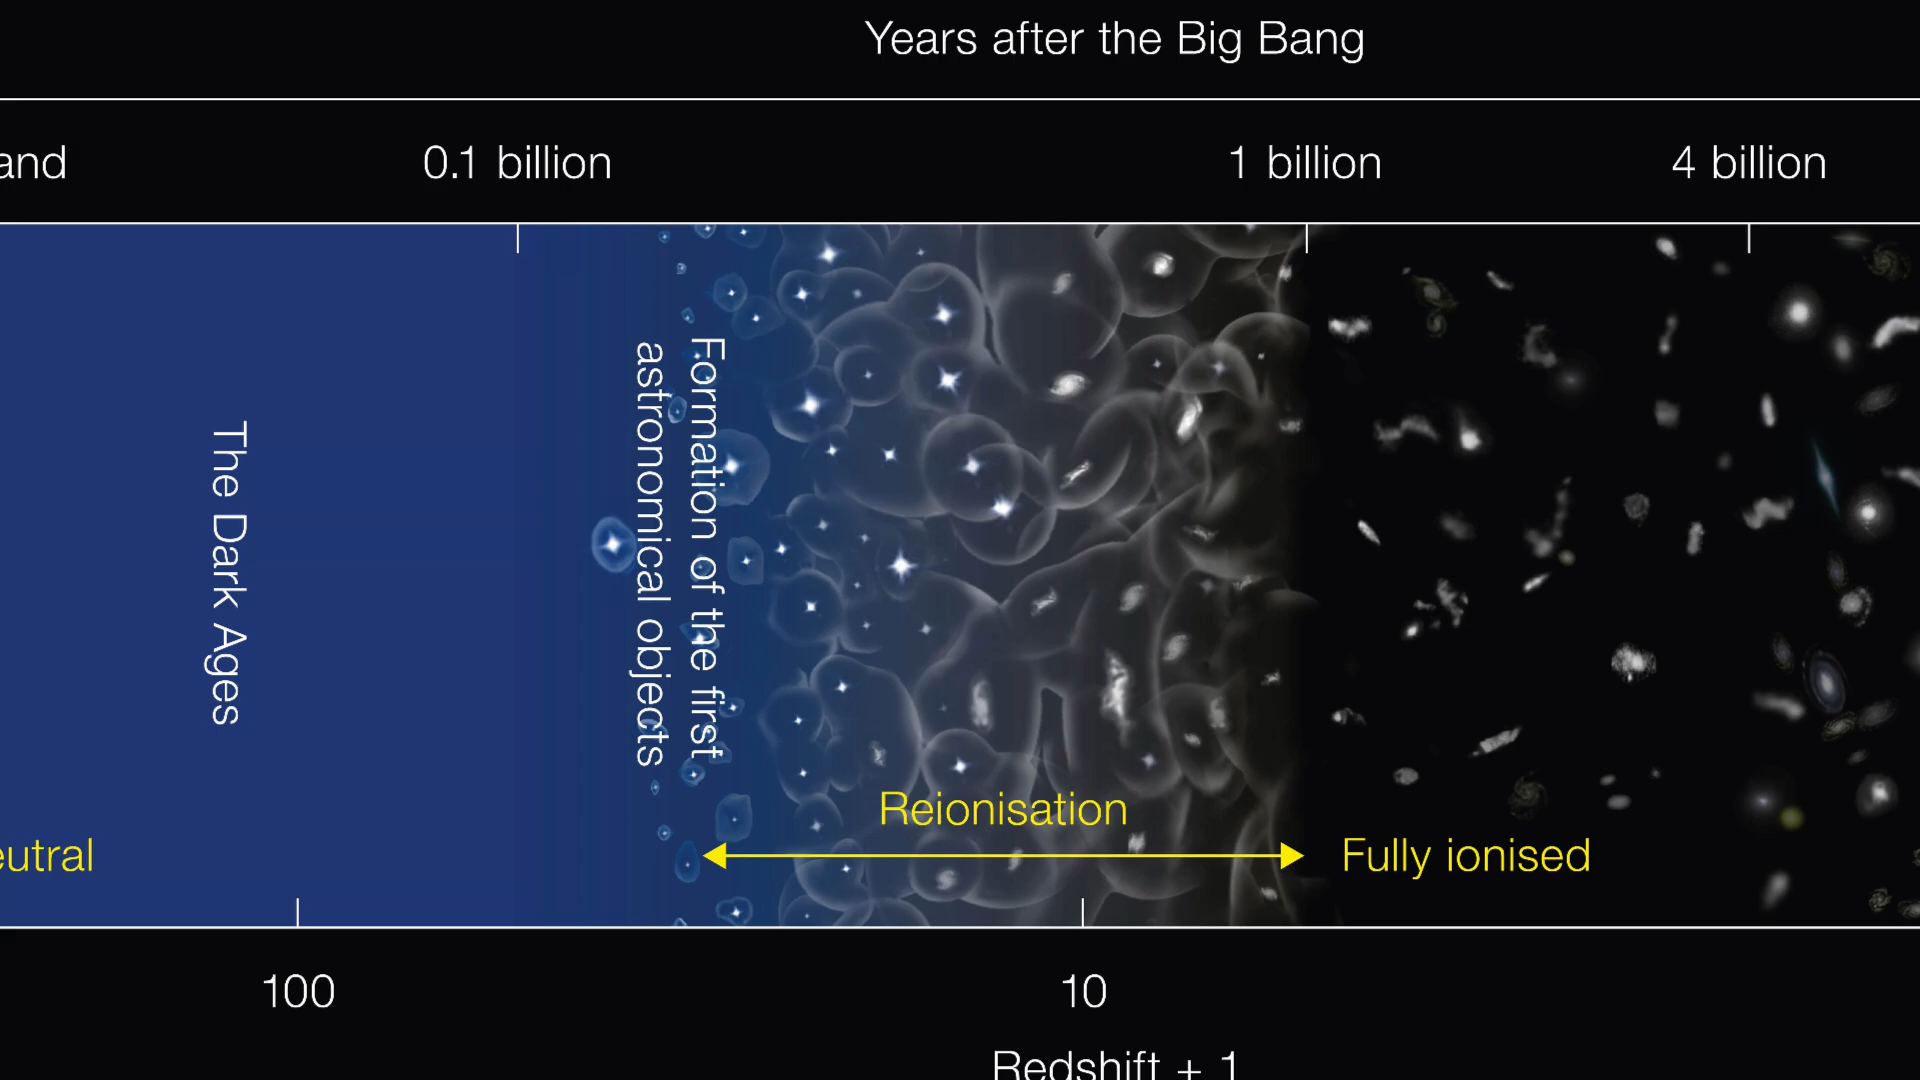 Years after the Big Bang
and 0.1 billion 1 billion 4 billion
The Dark Ages
Formation of the first
astronomical objects
Reionisation
eutral
Fully ionised
100 10
Redshift + 1